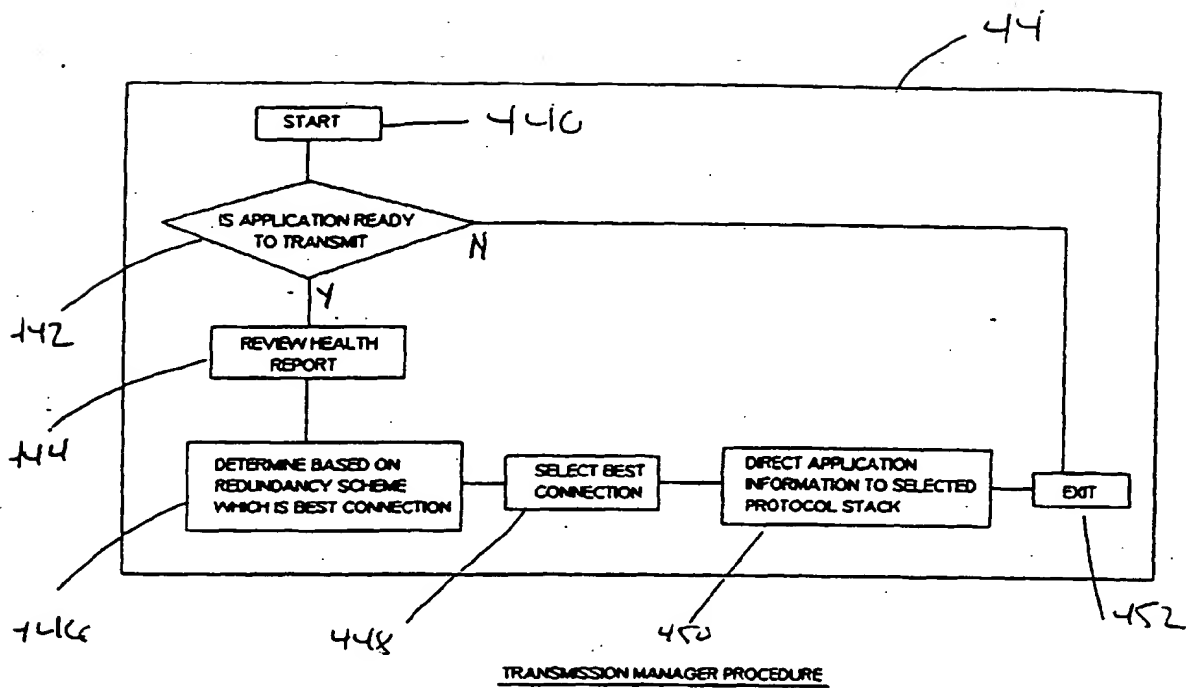 44
START
440
IS APPLICATION READY
TO TRANSMIT
N
Y
442
REVIEW HEALTH
REPORT
444
DETERMINE BASED ON
REDUNDANCY SCHEME
WHICH IS BEST CONNECTION
SELECT BEST
CONNECTION
DIRECT APPLICATION
INFORMATION TO SELECTED
PROTOCOL STACK
EXIT
446
448
450
452
TRANSMISSION MANAGER PROCEDURE